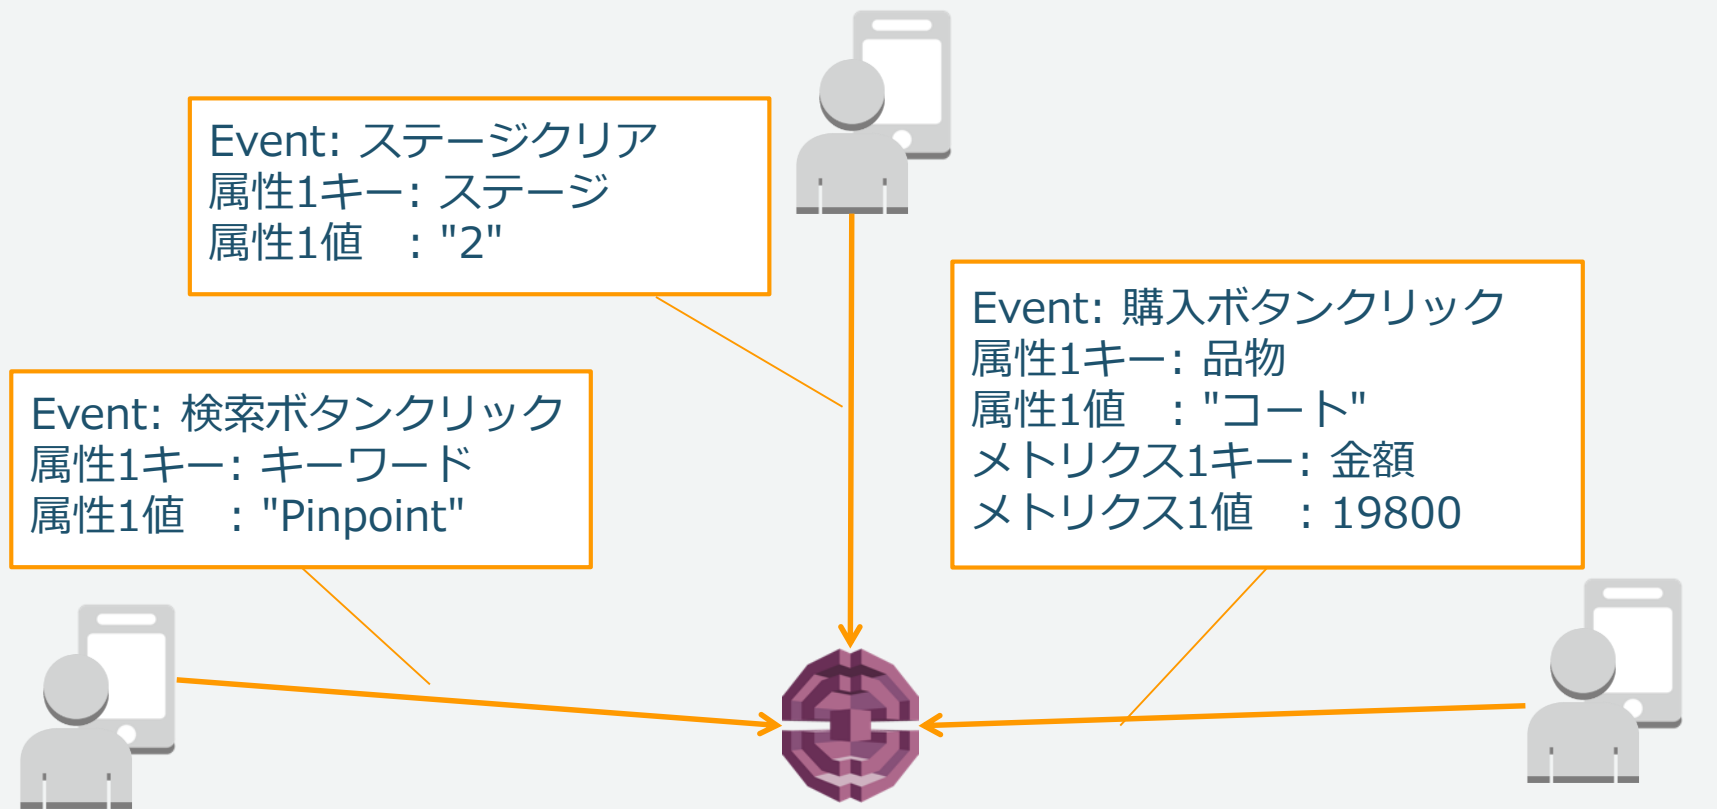 Event: ステージクリア
属性1キー: ステージ
属性1値　: "2"
Event: 購入ボタンクリック
属性1キー: 品物
属性1値　: "コート"
メトリクス1キー: 金額
メトリクス1値　: 19800
Event: 検索ボタンクリック
属性1キー: キーワード
属性1値　: "Pinpoint"